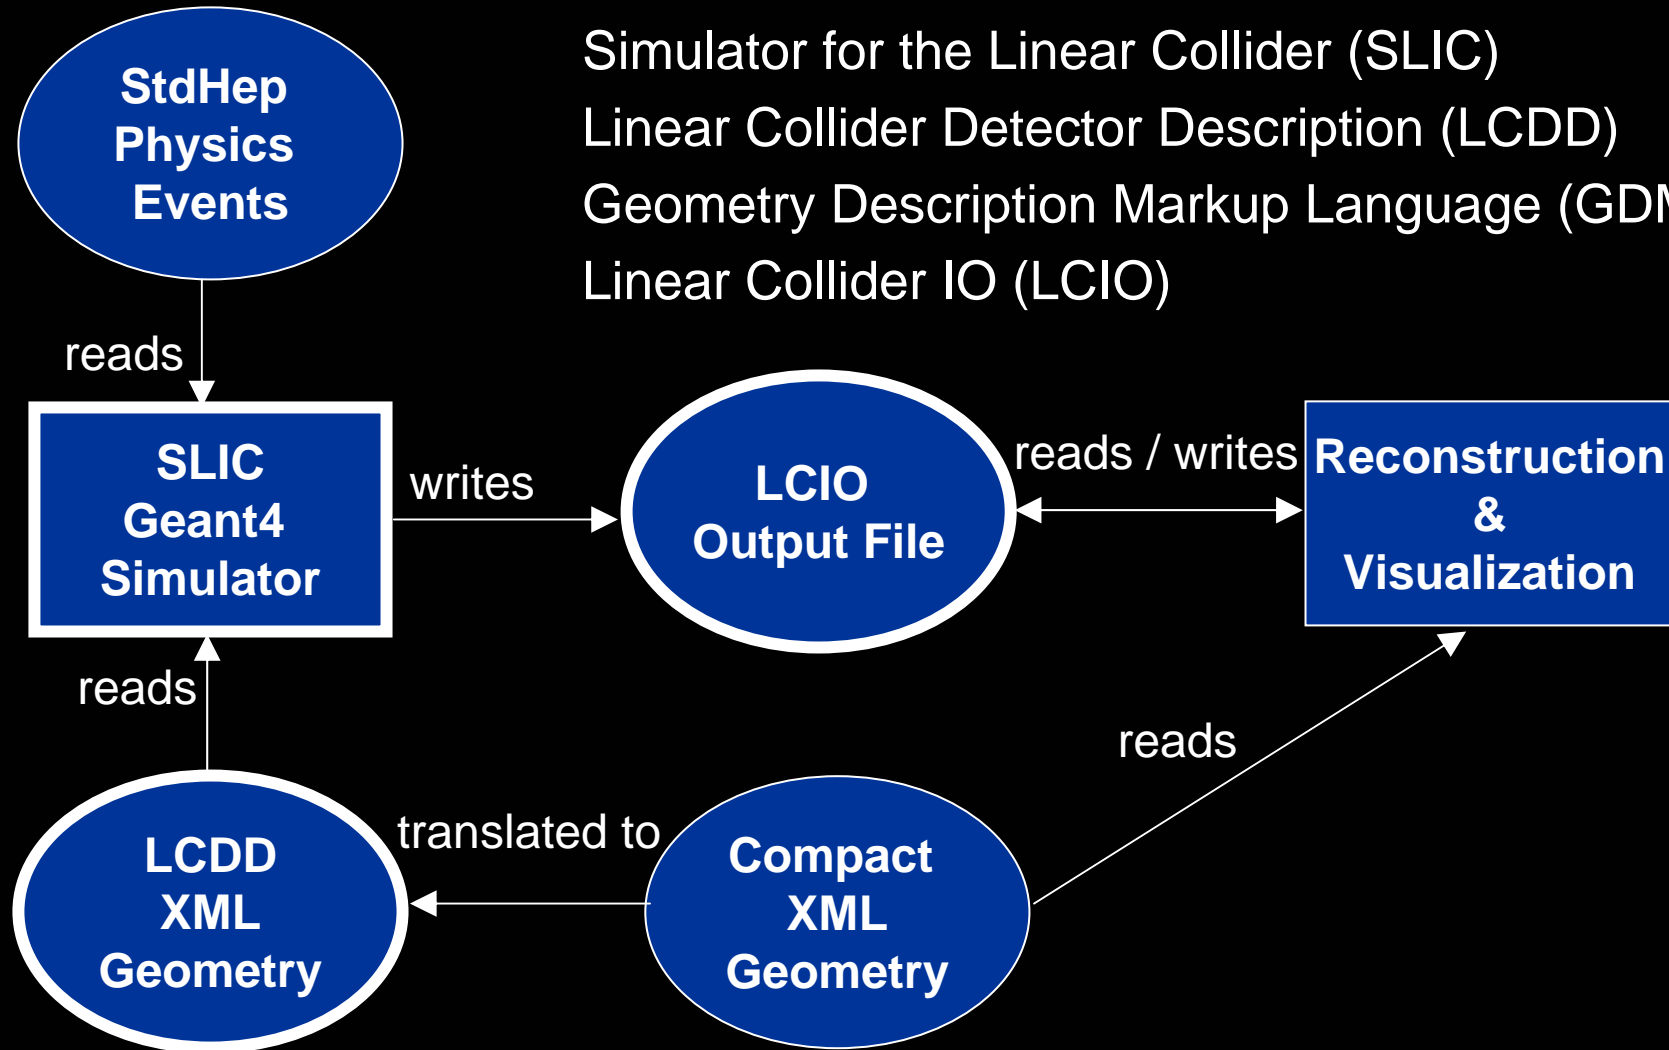 StdHep
Physics
Events
Simulator for the Linear Collider (SLIC)
Linear Collider Detector Description (LCDD)
Geometry Description Markup Language
Linear Collider IO (LCIO)
reads
SLIC
Geant4
Simulator
writes
LCIO
Output File
reads / writes
Reconstruction
&
Visualization
reads
reads
LCDD
XML
Geometry
translated to
Compact
XML
Geometry